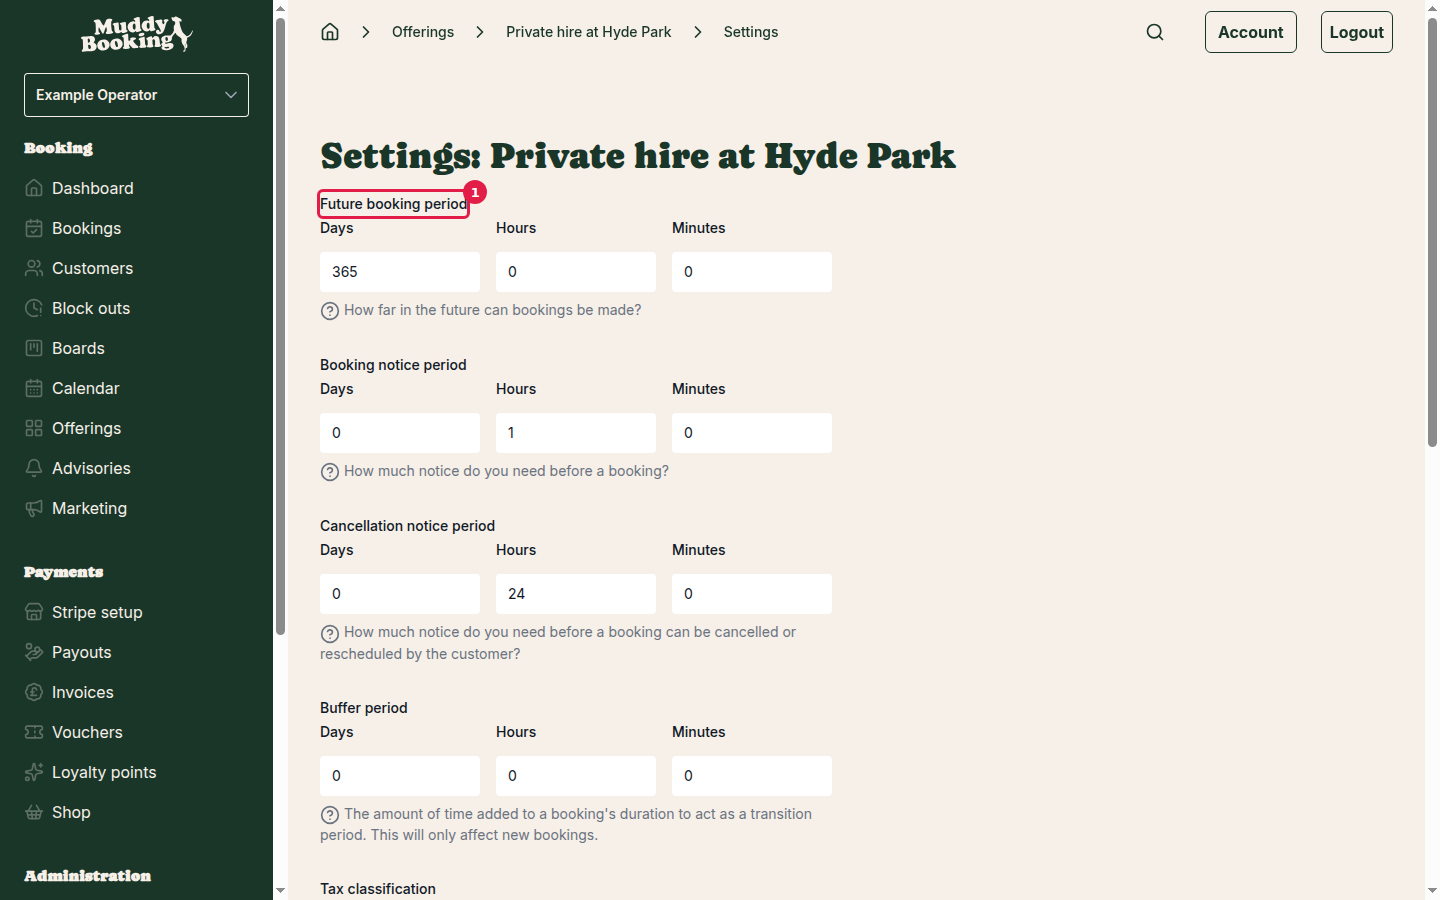 Muddy
Booking
Example Operator
Booking
Dashboard
Bookings
Customers
Block outs
Boards
Calendar
Offerings
Advisories
Marketing
Payments
Stripe setup
Payouts
Invoices
Vouchers
Loyalty points
Shop
Administration
Offerings
Private hire at Hyde Park
Settings
Account
Logout
Settings: Private hire at Hyde Park
Future booking period
1
Days Hours Minutes
365 0 0
How far in the future can bookings be made?
Booking notice period
Days Hours Minutes
0 1 0
How much notice do you need before a booking?
Cancellation notice period
Days Hours Minutes
0 24 0
How much notice do you need before a booking can be cancelled or
rescheduled by the customer?
Buffer period
Days Hours Minutes
0 0 0
The amount of time added to a booking's duration to act as a transition
period. This will only affect new bookings.
Tax classification